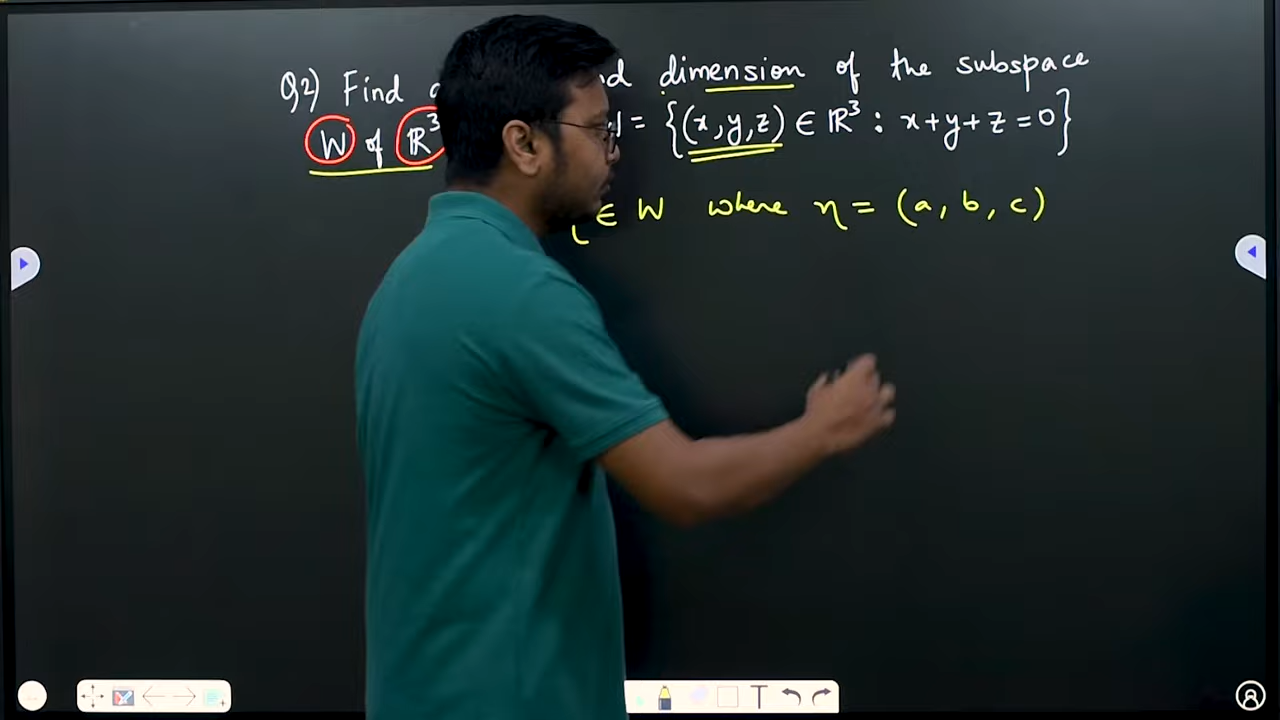 Q2) Find dimension of the subspace
W of ℝ³ = {(x,y,z) ∈ ℝ³ : x+y+z=0}
∈ W where η = (a, b, c)
T